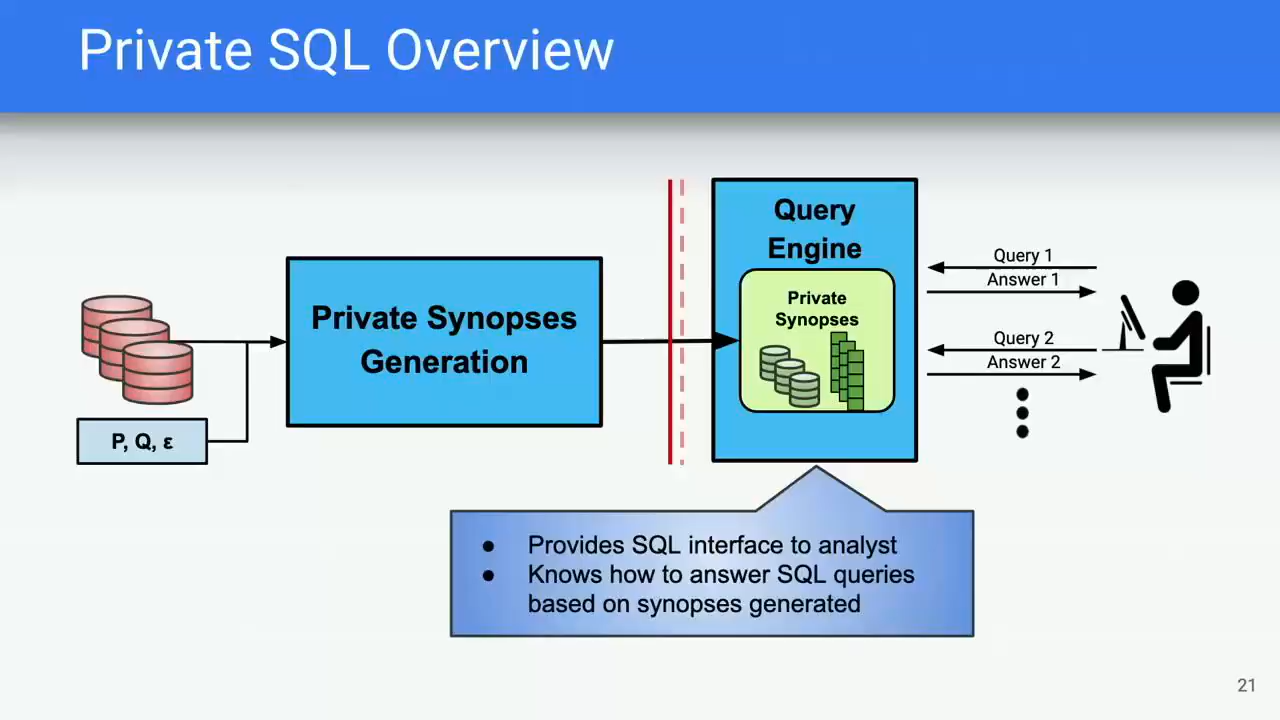 Private SQL Overview
Private Synopses
Generation
P, Q, ε
Query
Engine
Private
Synopses
Query 1
Answer 1
Query 2
Answer 2
● Provides SQL interface to analyst
● Knows how to answer SQL queries
based on synopses generated
21